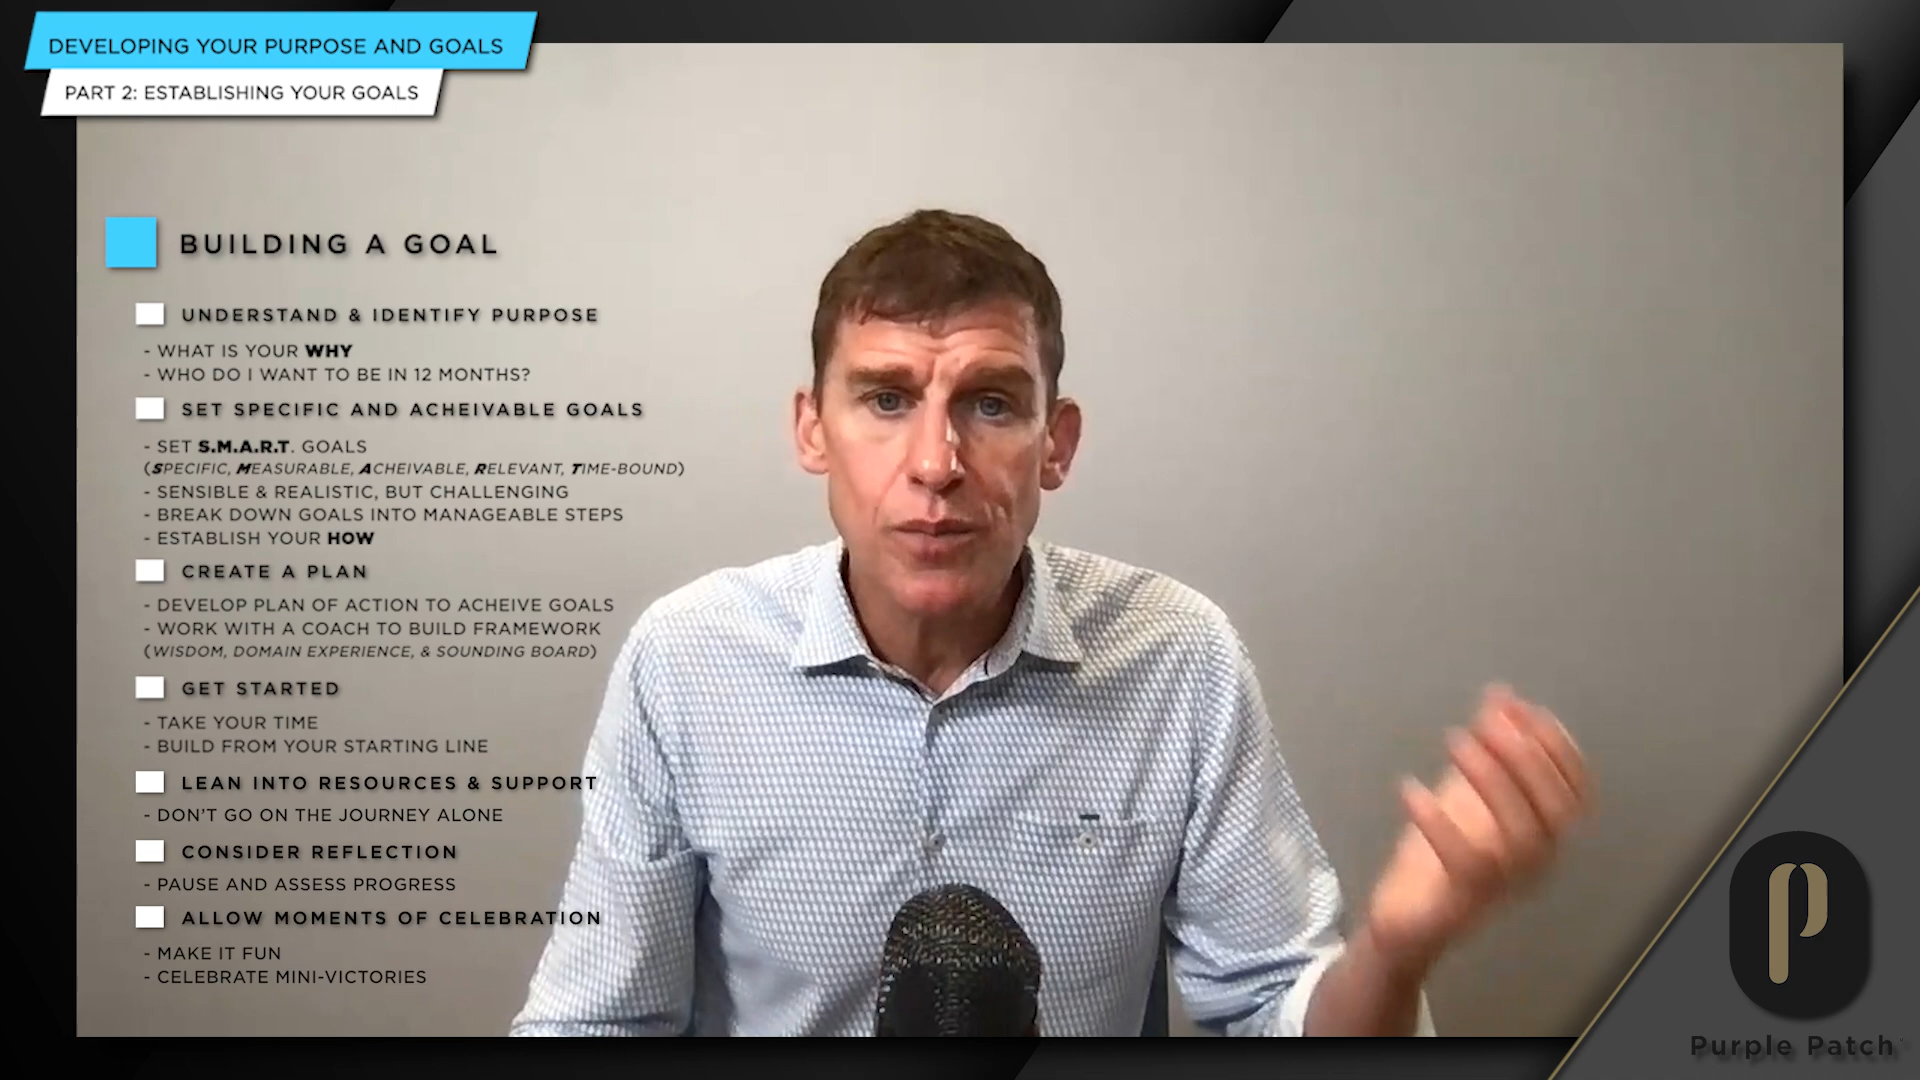 DEVELOPING YOUR PURPOSE AND GOALS
PART 2: ESTABLISHING YOUR GOALS
BUILDING A GOAL
UNDERSTAND & IDENTIFY PURPOSE
- WHAT IS YOUR WHY
- WHO DO I WANT TO BE IN 12 MONTHS?
SET SPECIFIC AND ACHEIVABLE GOALS
- SET S.M.A.R.T. GOALS
(SPECIFIC, MEASURABLE, ACHEIVABLE, RELEVANT, TIME-BOUND)
- SENSIBLE & REALISTIC, BUT CHALLENGING
- BREAK DOWN GOALS INTO MANAGEABLE STEPS
- ESTABLISH YOUR HOW
CREATE A PLAN
- DEVELOP PLAN OF ACTION TO ACHEIVE GOALS
- WORK WITH A COACH TO BUILD FRAMEWORK
(WISDOM, DOMAIN EXPERIENCE, & SOUNDING BOARD)
GET STARTED
- TAKE YOUR TIME
- BUILD FROM YOUR STARTING LINE
LEAN INTO RESOURCES & SUPPORT
- DON'T GO ON THE JOURNEY ALONE
CONSIDER REFLECTION
- PAUSE AND ASSESS PROGRESS
ALLOW MOMENTS OF CELEBRATION
- MAKE IT FUN
- CELEBRATE MINI-VICTORIES
Purple Patch